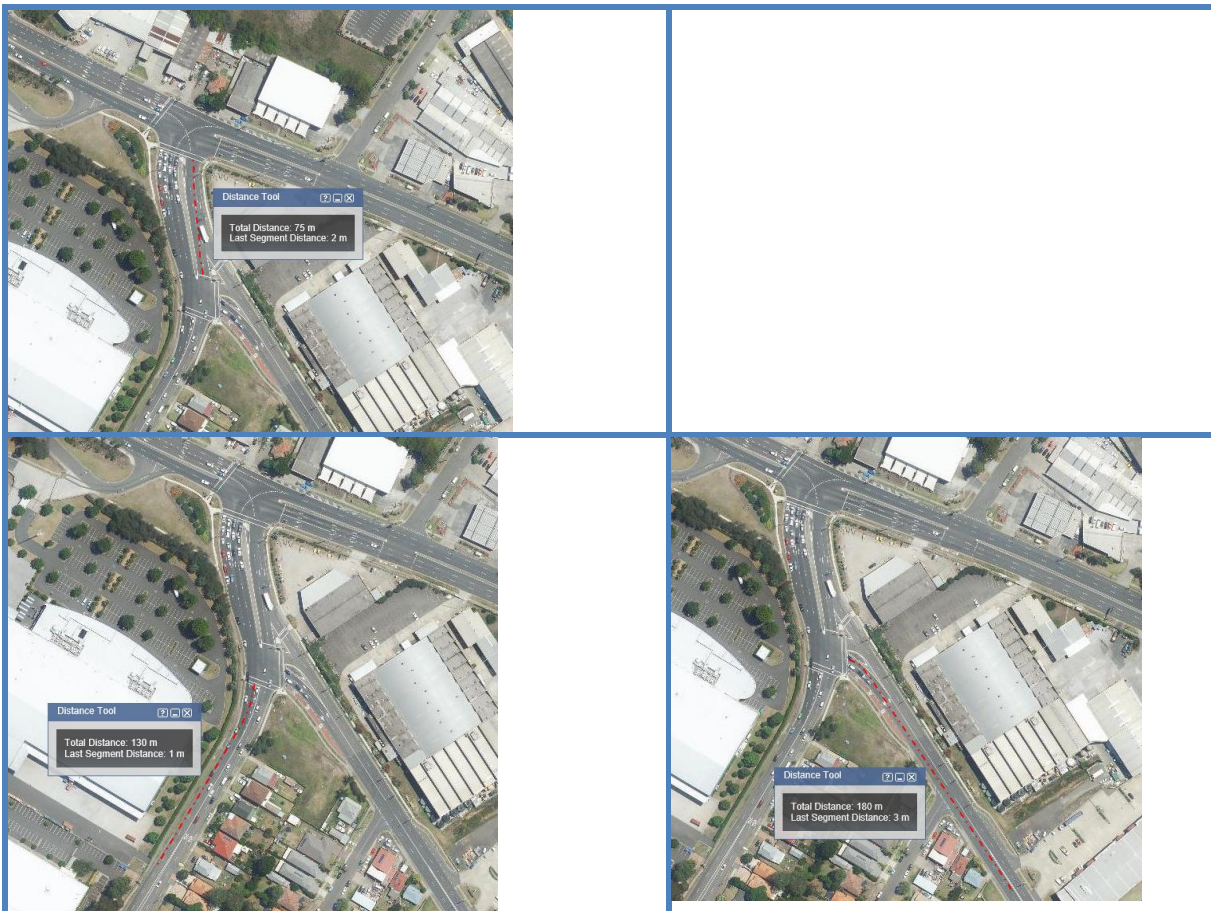 Distance Tool
Total Distance: 75 m
Last Segment Distance: 2 m
Distance Tool
Total Distance: 130 m
Last Segment Distance: 1 m
Distance Tool
Total Distance: 180 m
Last Segment Distance: 3 m